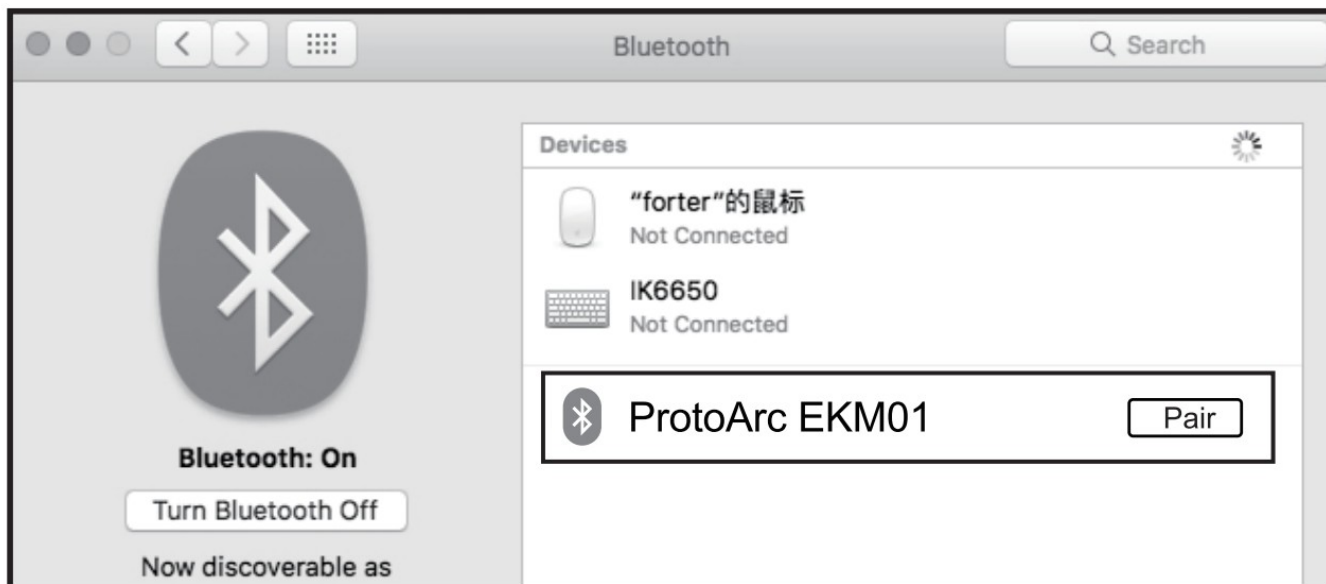 Bluetooth
Search
Bluetooth: On
Turn Bluetooth Off
Now discoverable as
Devices
“forter”的鼠标
Not Connected
IK6650
Not Connected
ProtoArc EKM01
Pair